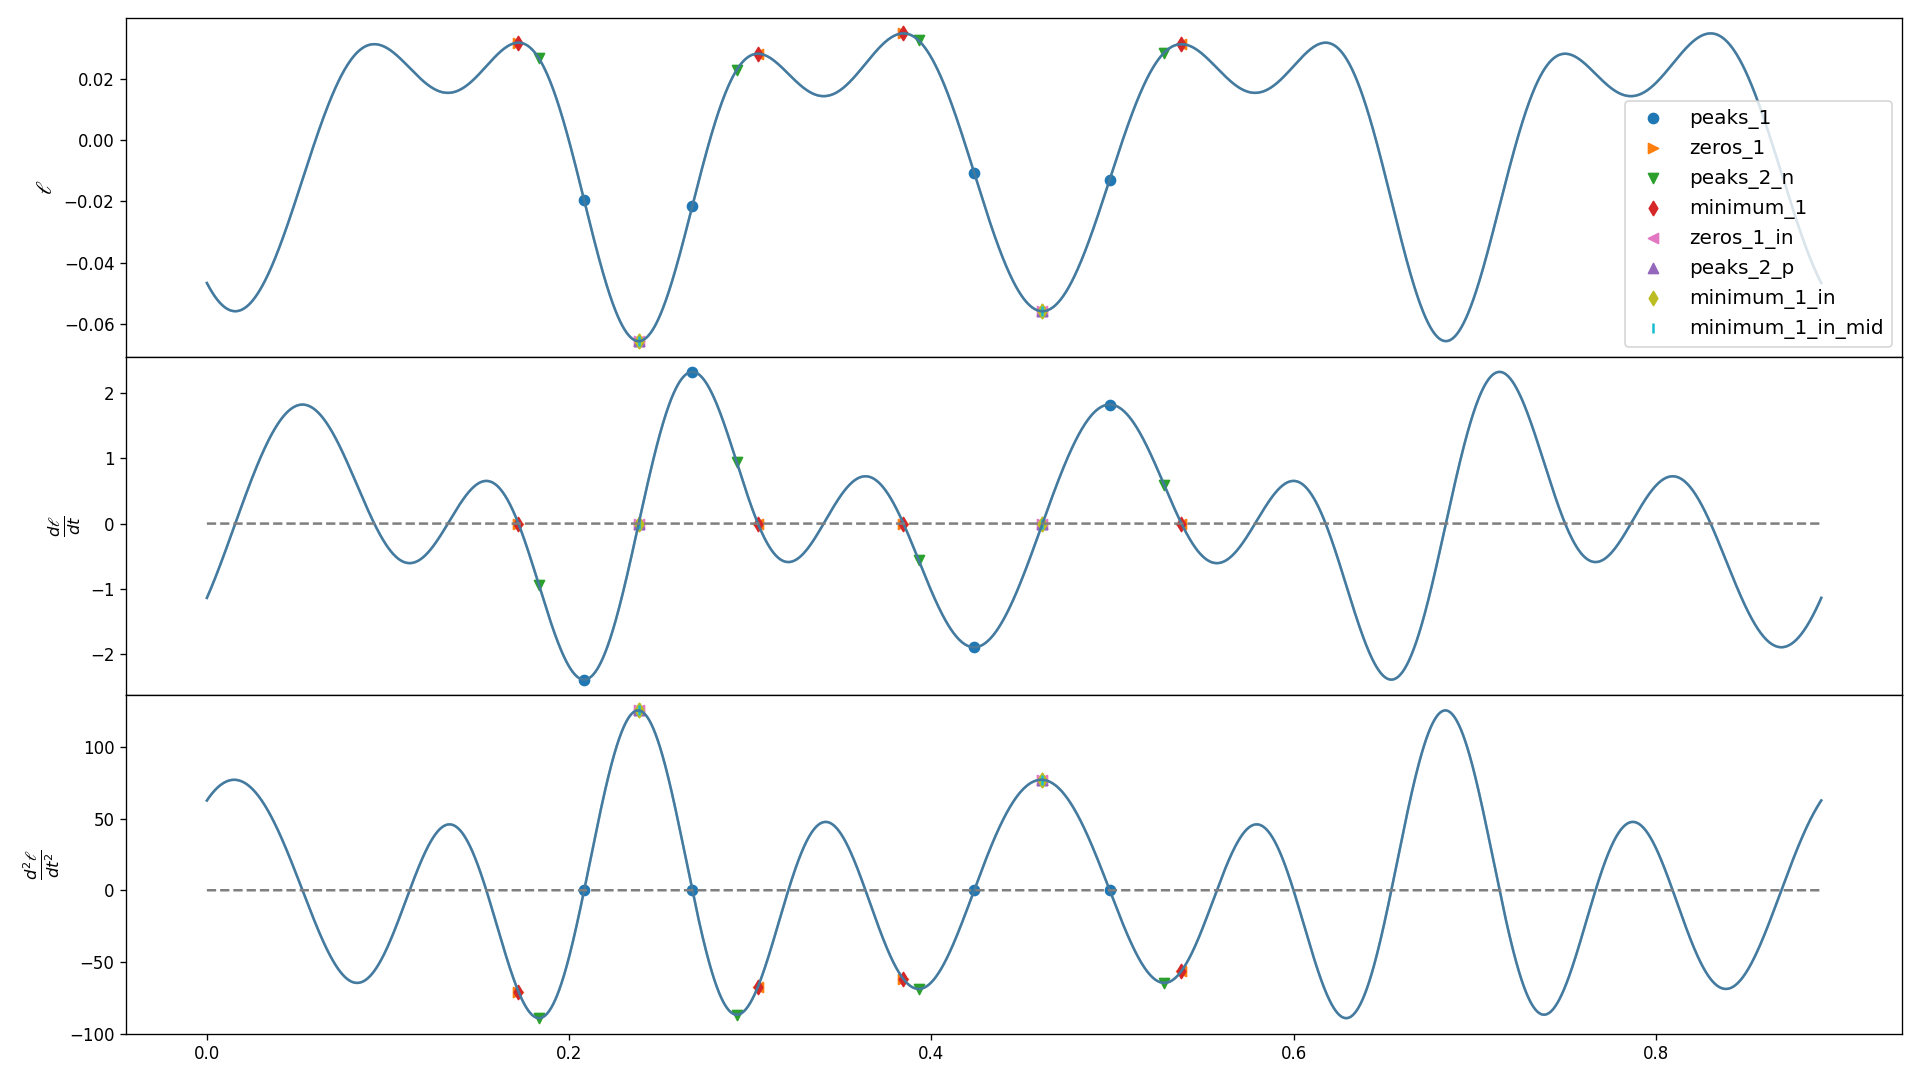 0.02
0.00
−0.02
−0.04
−0.06
ℓ
peaks_1
zeros_1
peaks_2_n
minimum_1
zeros_1_in
peaks_2_p
minimum_1_in
minimum_1_in_mid
2
1
0
−1
−2
dℓ
dt
100
50
0
−50
−100
d²ℓ
dt²
0.0 0.2 0.4 0.6 0.8